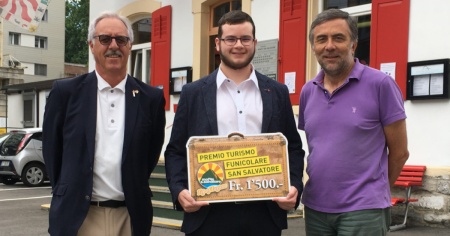 PREMIO TURISMO
FUNICOLARE
SAN SALVATORE
Fr. 1'500.-